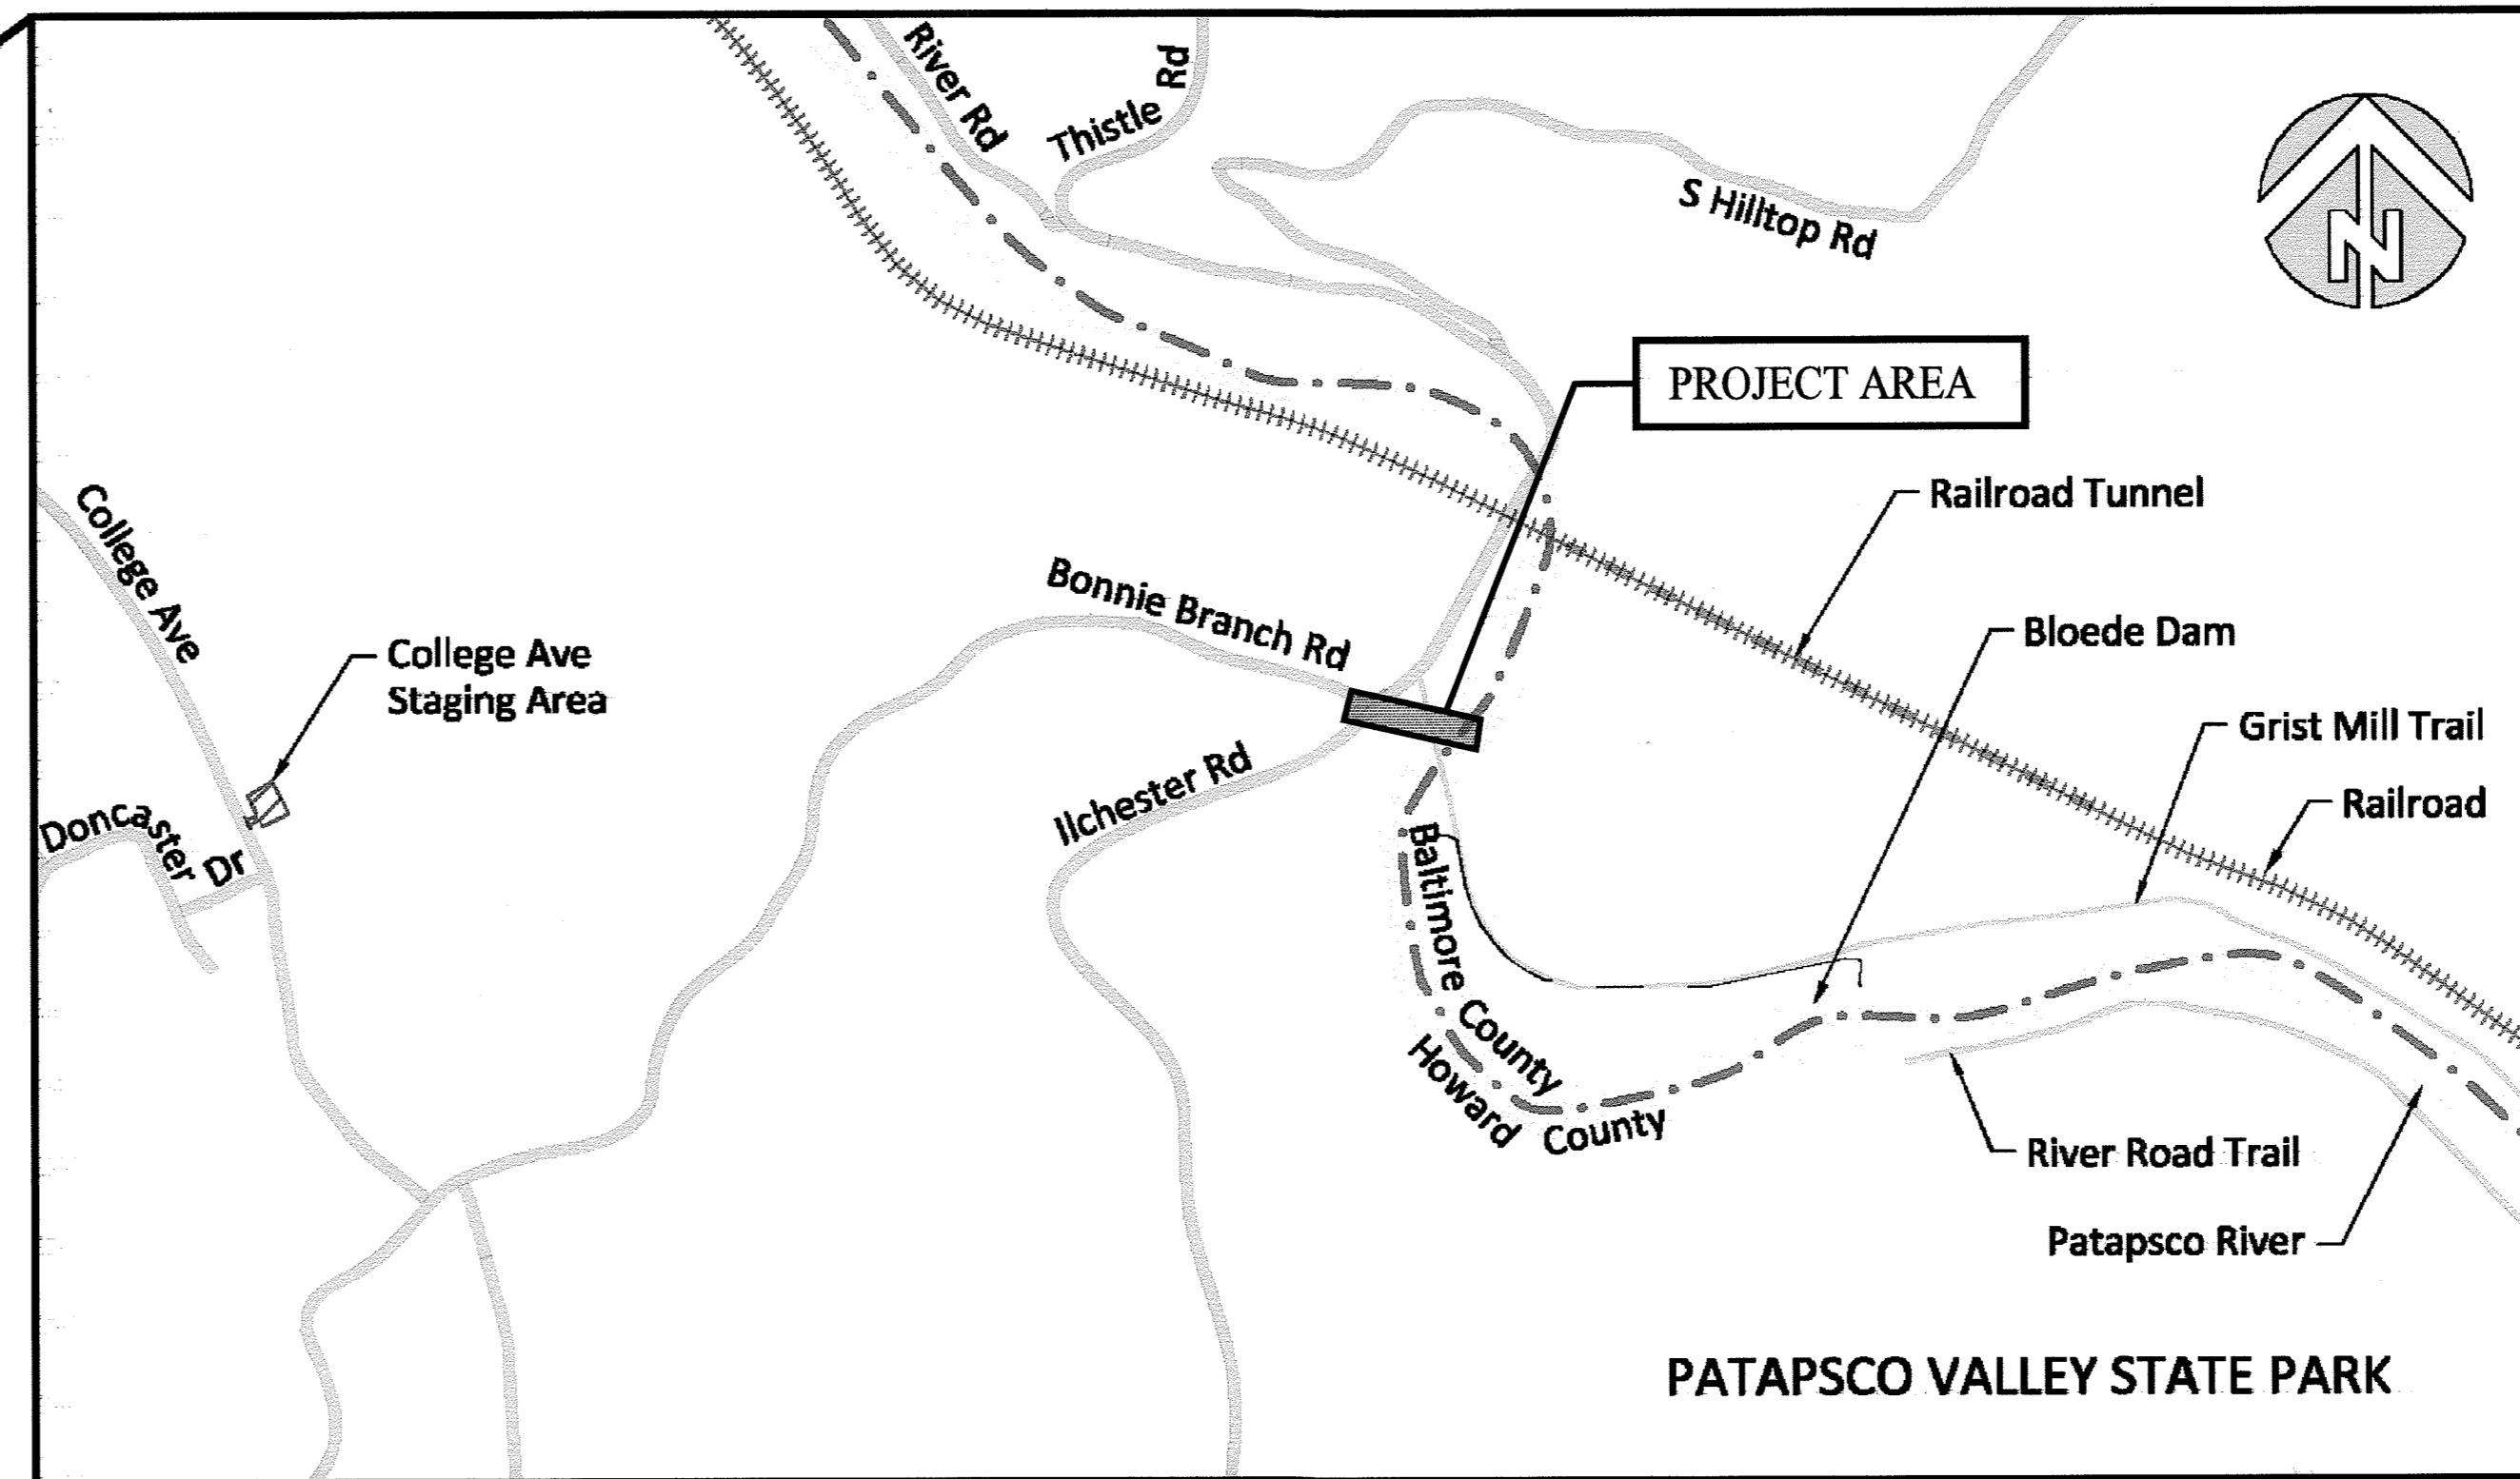 River Rd
Thistle Rd
S Hilltop Rd
N
PROJECT AREA
Railroad Tunnel
College Ave
Bonnie Branch Rd
Bloede Dam
College Ave
Staging Area
Grist Mill Trail
Ilchester Rd
Railroad
Doncaster Dr
Baltimore County
Howard County
River Road Trail
Patapsco River
PATAPSCO VALLEY STATE PARK